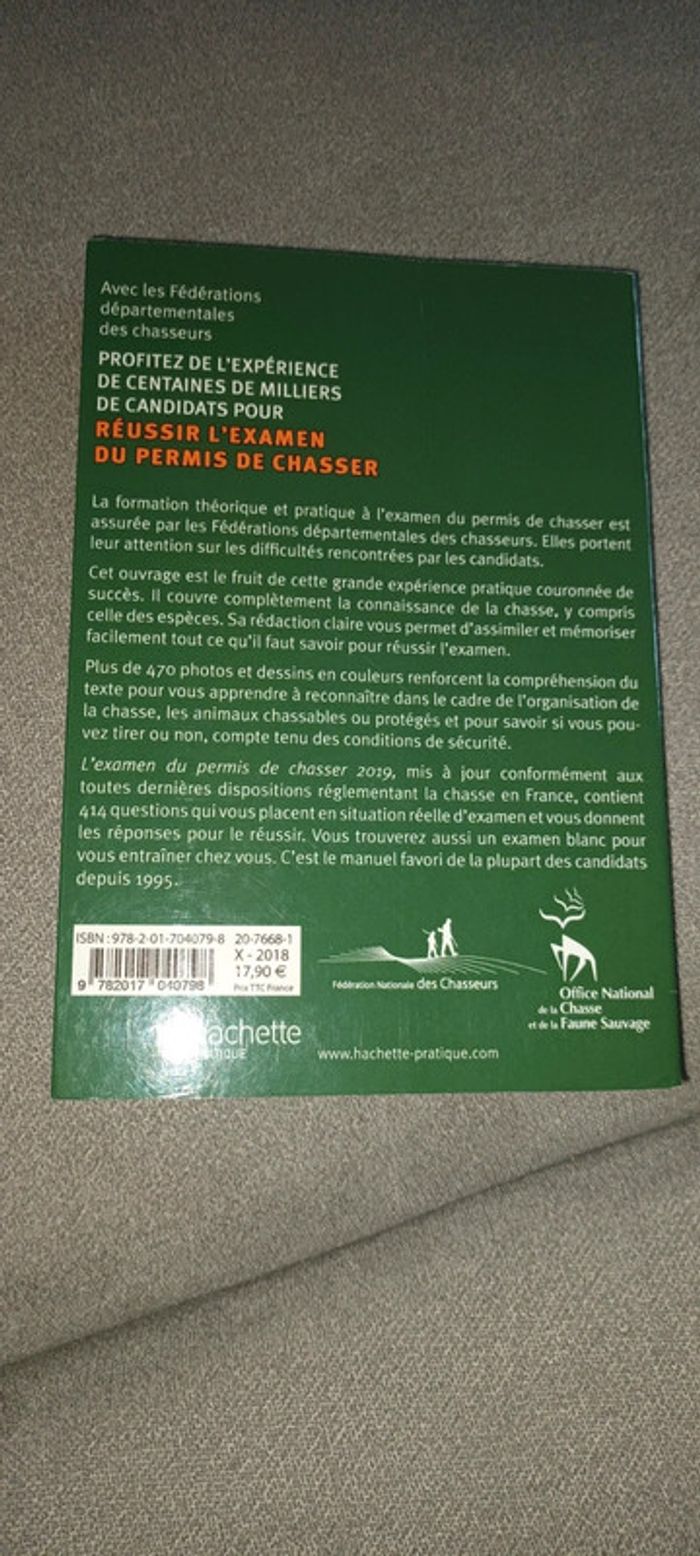 Avec les Fédérations
départementales
des chasseurs
PROFITEZ DE L'EXPÉRIENCE
DE CENTAINES DE MILLIERS
DE CANDIDATS POUR
RÉUSSIR L'EXAMEN
DU PERMIS DE CHASSER
La formation théorique et pratique à l'examen du permis de chasser est
assurée par les Fédérations départementales des chasseurs. Elles portent
leur attention sur les difficultés rencontrées par les candidats.
Cet ouvrage est le fruit de cette grande expérience pratique couronnée de
succès. Il couvre complètement la connaissance de la chasse, y compris
celle des espèces. Sa rédaction claire vous permet d'assimiler et mémoriser
facilement tout ce qu'il faut savoir pour réussir l'examen.
Plus de 470 photos et dessins en couleurs renforcent la compréhension du
texte pour vous apprendre à reconnaître dans le cadre de l'organisation de
la chasse, les animaux chassables ou protégés et pour savoir si vous pou-
vez tirer ou non, compte tenu des conditions de sécurité.
L'examen du permis de chasser 2019, mis à jour conformément aux
toutes dernières dispositions réglementant la chasse en France, contient
414 questions qui vous placent en situation réelle d'examen et vous donnent
les réponses pour le réussir. Vous trouverez aussi un examen blanc pour
vous entraîner chez vous. C'est le manuel favori de la plupart des candidats
depuis 1995.
ISBN : 978-2-01-704079-8 20-7668-1
X - 2018
17,90 €
Prix TTC France
9 782017 040798
Fédération Nationale des Chasseurs
Office National
de la Chasse
et de la Faune Sauvage
hachette
www.hachette-pratique.com